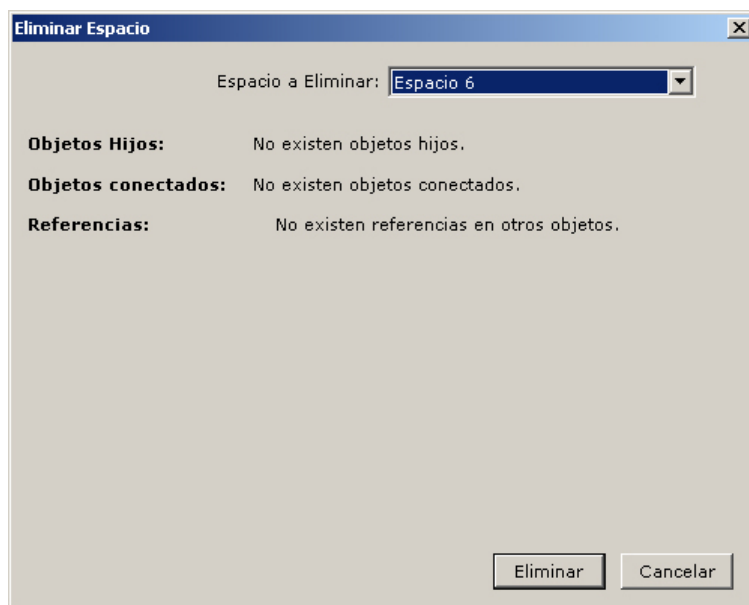 Eliminar Espacio
Espacio a Eliminar: Espacio 6
Objetos Hijos: No existen objetos hijos.
Objetos conectados: No existen objetos conectados.
Referencias: No existen referencias en otros objetos.
Eliminar Cancelar